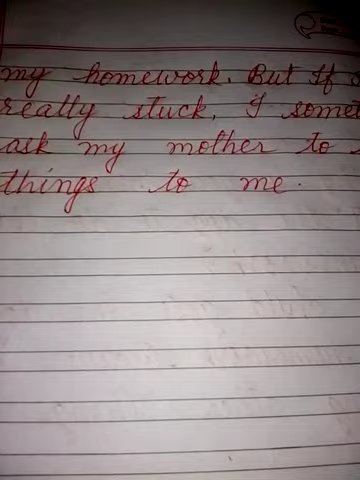 my homework. But If
really stuck, I
ask my mother to
things to me.